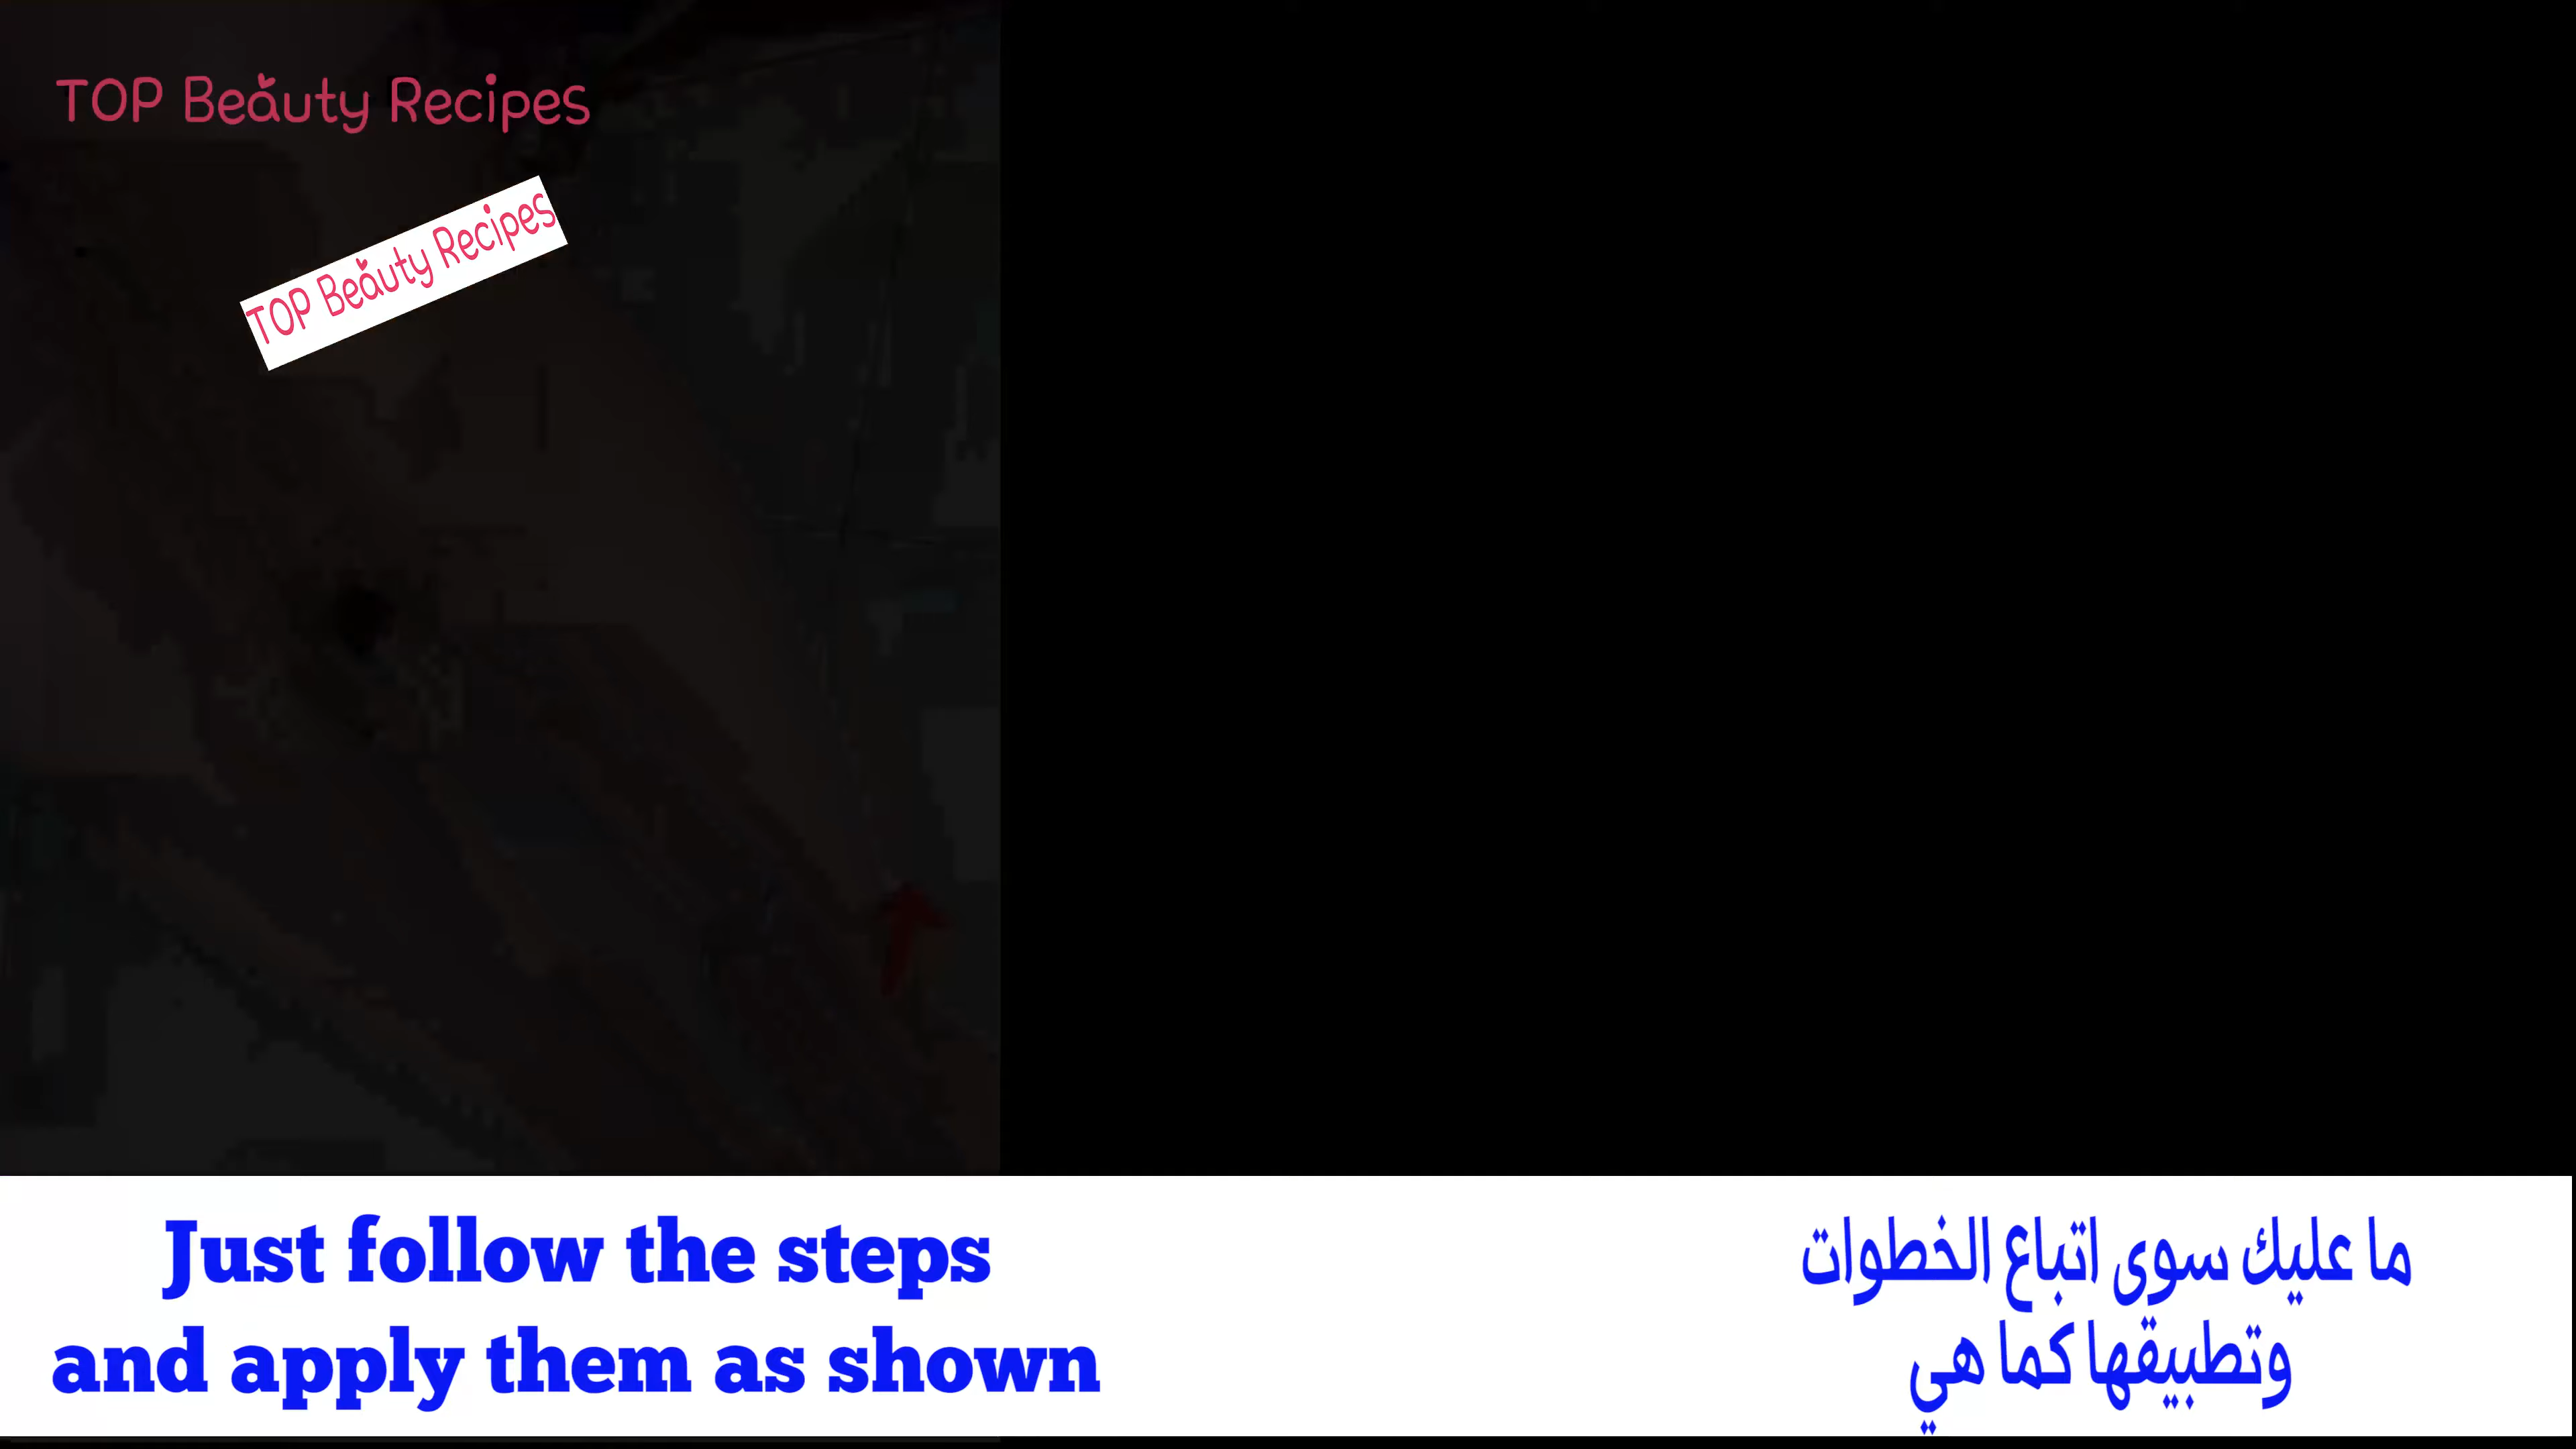 TOP Beauty Recipes
TOP Beauty Recipes
Just follow the steps
and apply them as shown
ما عليك سوى اتباع الخطوات
وتطبيقها كما هي